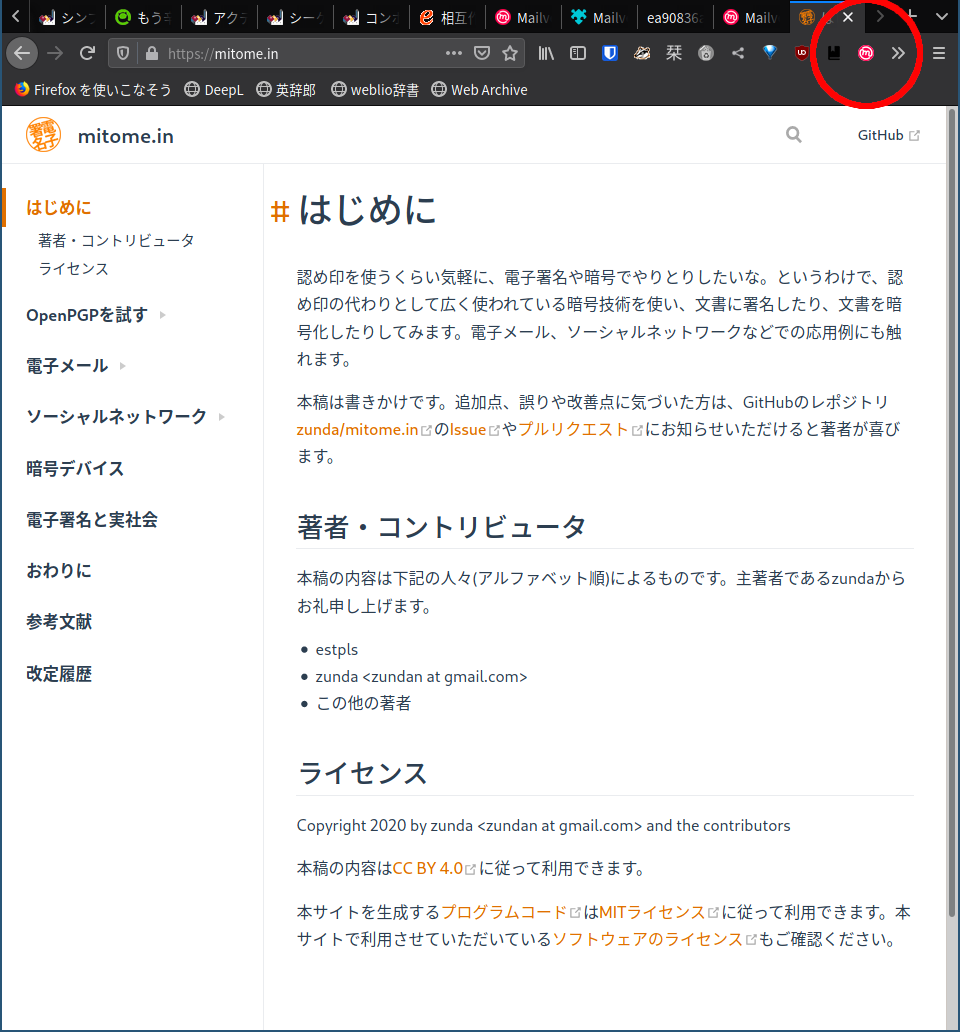 シンプ
もう
アクラ
シーケ
コンポ
相互作
Mailv
Mailv
ea90836
Mailv
https://mitome.in
Firefox を使いこなそう DeepL 英辞郎 weblio辞書 Web Archive
署電名子 mitome.in GitHub
はじめに
著者・コントリビュータ
ライセンス
OpenPGPを試す
電子メール
ソーシャルネットワーク
暗号デバイス
電子署名と実社会
おわりに
参考文献
改定履歴
# はじめに
認め印を使うくらい気軽に、電子署名や暗号でやりとりしたいな。というわけで、認
め印の代わりとして広く使われている暗号技術を使い、文書に署名したり、文書を暗
号化したりしてみます。電子メール、ソーシャルネットワークなどでの応用例にも触
れます。
本稿は書きかけです。追加点、誤りや改善点に気づいた方は、GitHubのレポジトリ
zunda/mitome.inのIssueやプルリクエストにお知らせいただけると著者が喜び
ます。
著者・コントリビュータ
本稿の内容は下記の人々(アルファベット順)によるものです。主著者であるzundaから
お礼申し上げます。
• estpls
• zunda <zundan at gmail.com>
• この他の著者
ライセンス
Copyright 2020 by zunda <zundan at gmail.com> and the contributors
本稿の内容はCC BY 4.0に従って利用できます。
本サイトを生成するプログラムコードはMITライセンスに従って利用できます。本
サイトで利用させていただいているソフトウェアのライセンスもご確認ください。